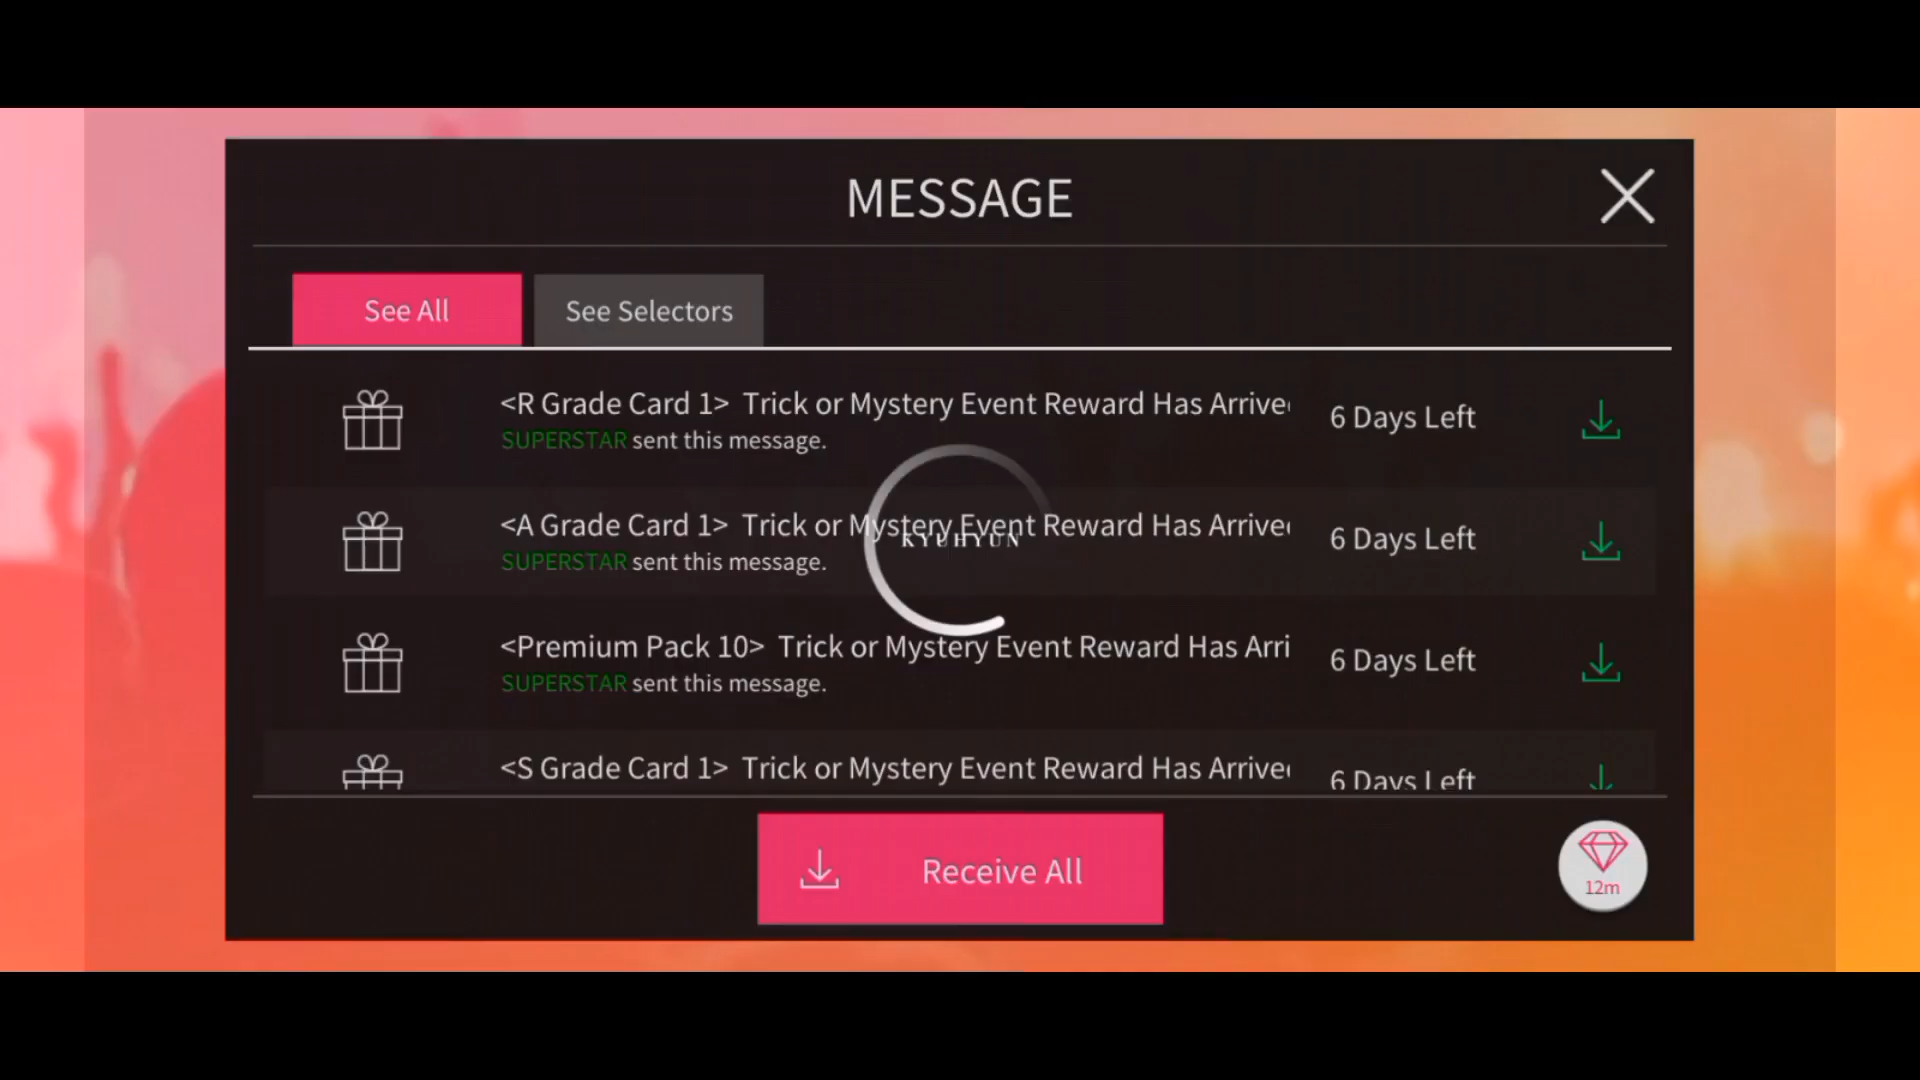 MESSAGE
See All
See Selectors
<R Grade Card 1> Trick or Mystery Event Reward Has Arrive
6 Days Left
SUPERSTAR sent this message.
<A Grade Card 1> Trick or Mystery Event Reward Has Arrive
6 Days Left
KYUHYUN
SUPERSTAR sent this message.
<Premium Pack 10> Trick or Mystery Event Reward Has Arri
6 Days Left
SUPERSTAR sent this message.
<S Grade Card 1> Trick or Mystery Event Reward Has Arrive
6 Days Left
Receive All
12m